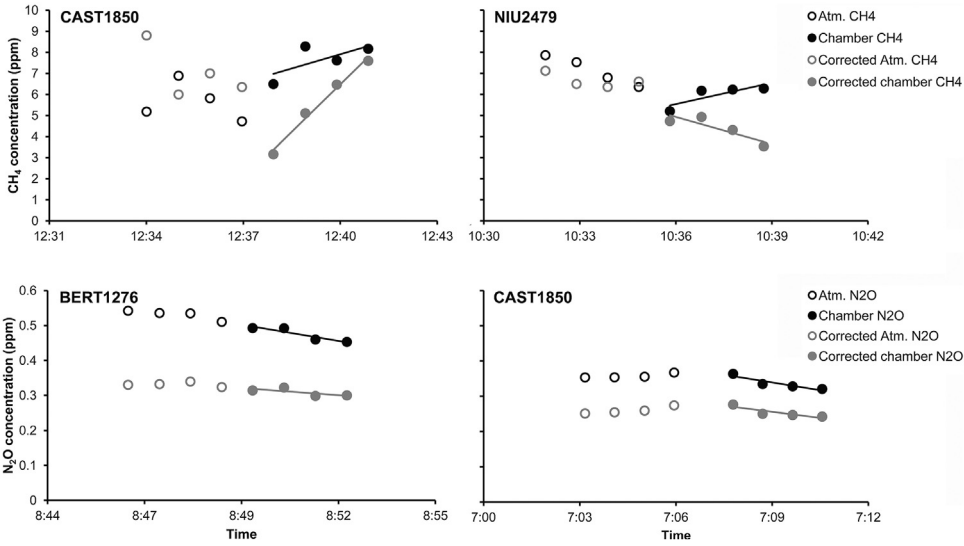 CAST1850
NIU2479
CH4 concentration (ppm)
10
9
8
7
6
5
4
3
2
1
0
12:31
12:34
12:37
12:40
12:43
10:30
10:33
10:36
10:39
10:42
Atm. CH4
Chamber CH4
Corrected Atm. CH4
Corrected chamber CH4
BERT1276
CAST1850
N2O concentration (ppm)
0.6
0.5
0.4
0.3
0.2
0.1
0
8:44
8:47
8:49
8:52
8:55
Time
7:00
7:03
7:06
7:09
7:12
Time
Atm. N2O
Chamber N2O
Corrected Atm. N2O
Corrected chamber N2O